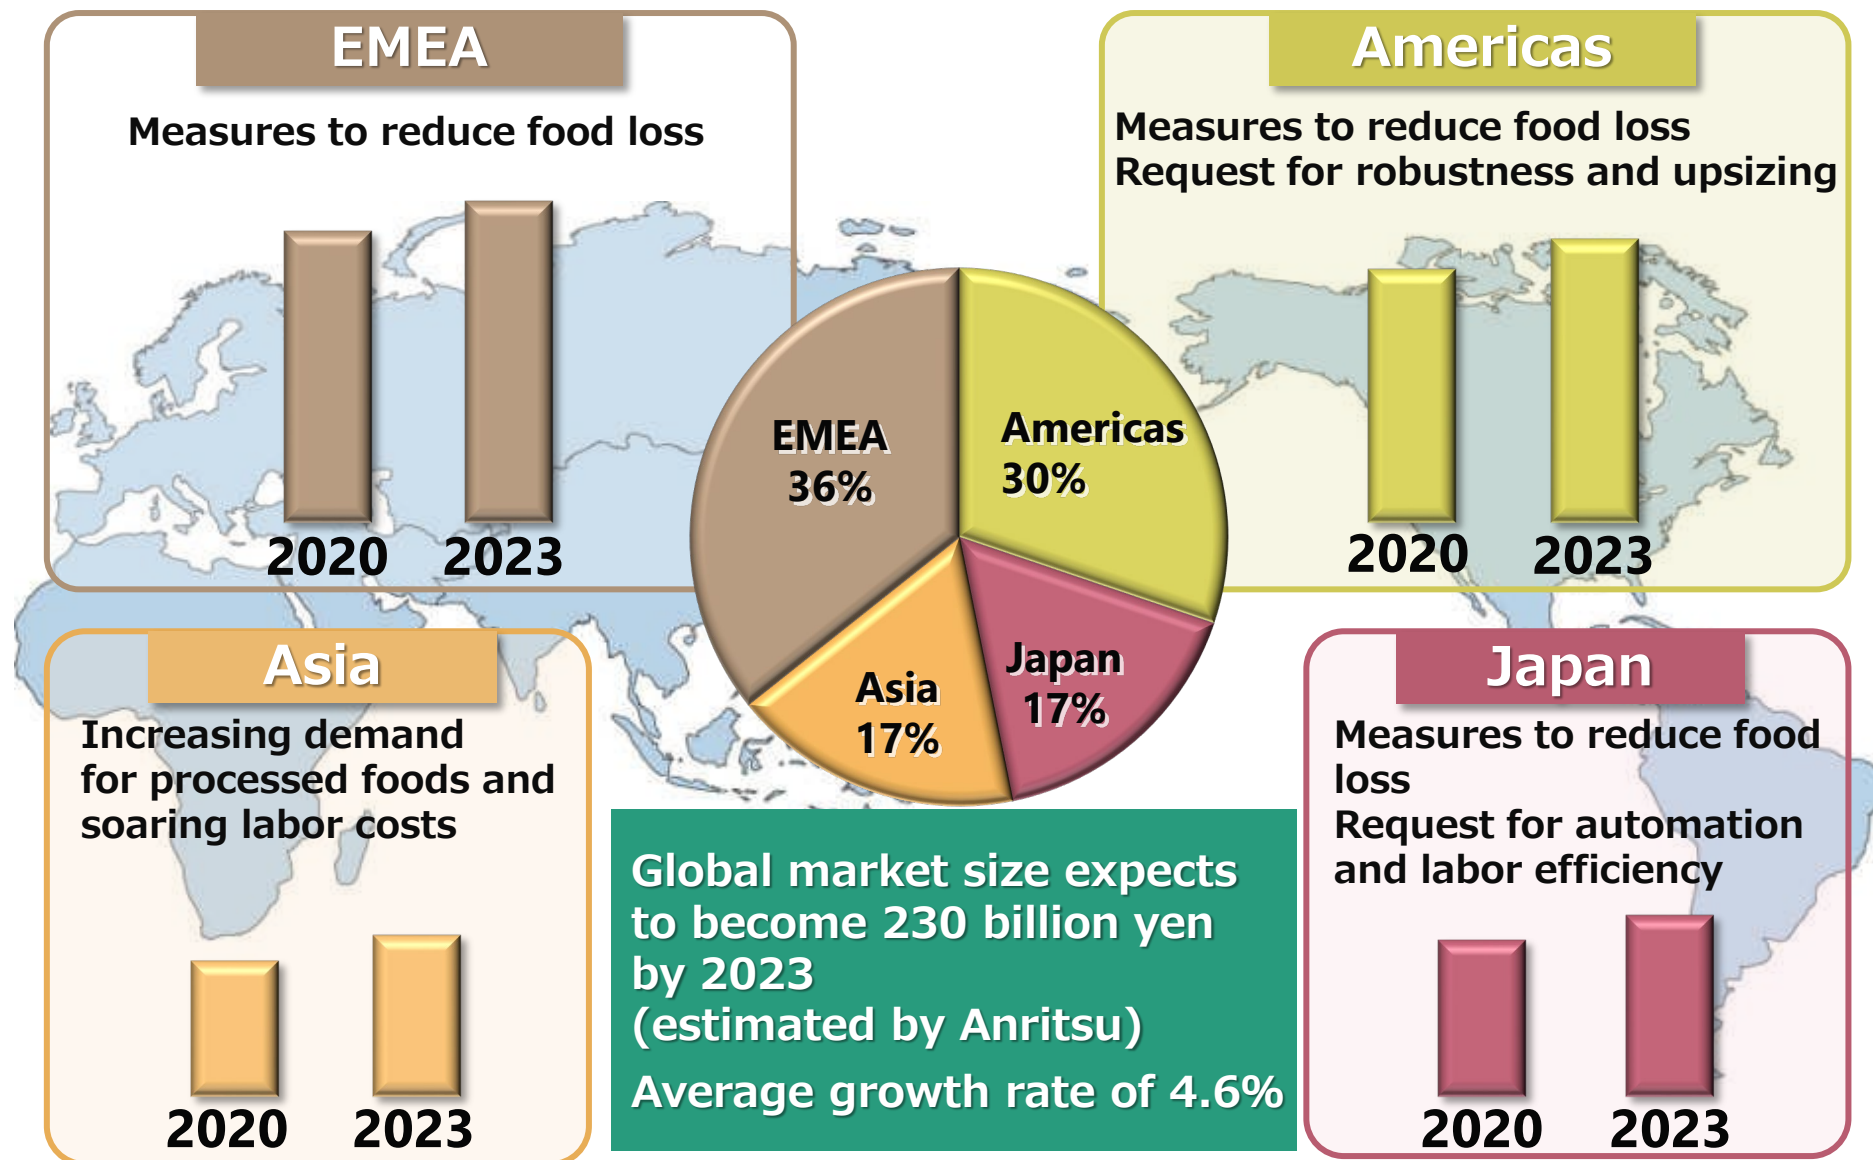 EMEA
Measures to reduce food loss
2020 2023
Americas
Measures to reduce food loss
Request for robustness and upsizing
2020 2023
EMEA
36%
Americas
30%
Asia
17%
Japan
17%
Asia
Increasing demand
for processed foods and
soaring labor costs
2020 2023
Global market size expects
to become 230 billion yen
by 2023
(estimated by Anritsu)
Average growth rate of 4.6%
Japan
Measures to reduce food
loss
Request for automation
and labor efficiency
2020 2023